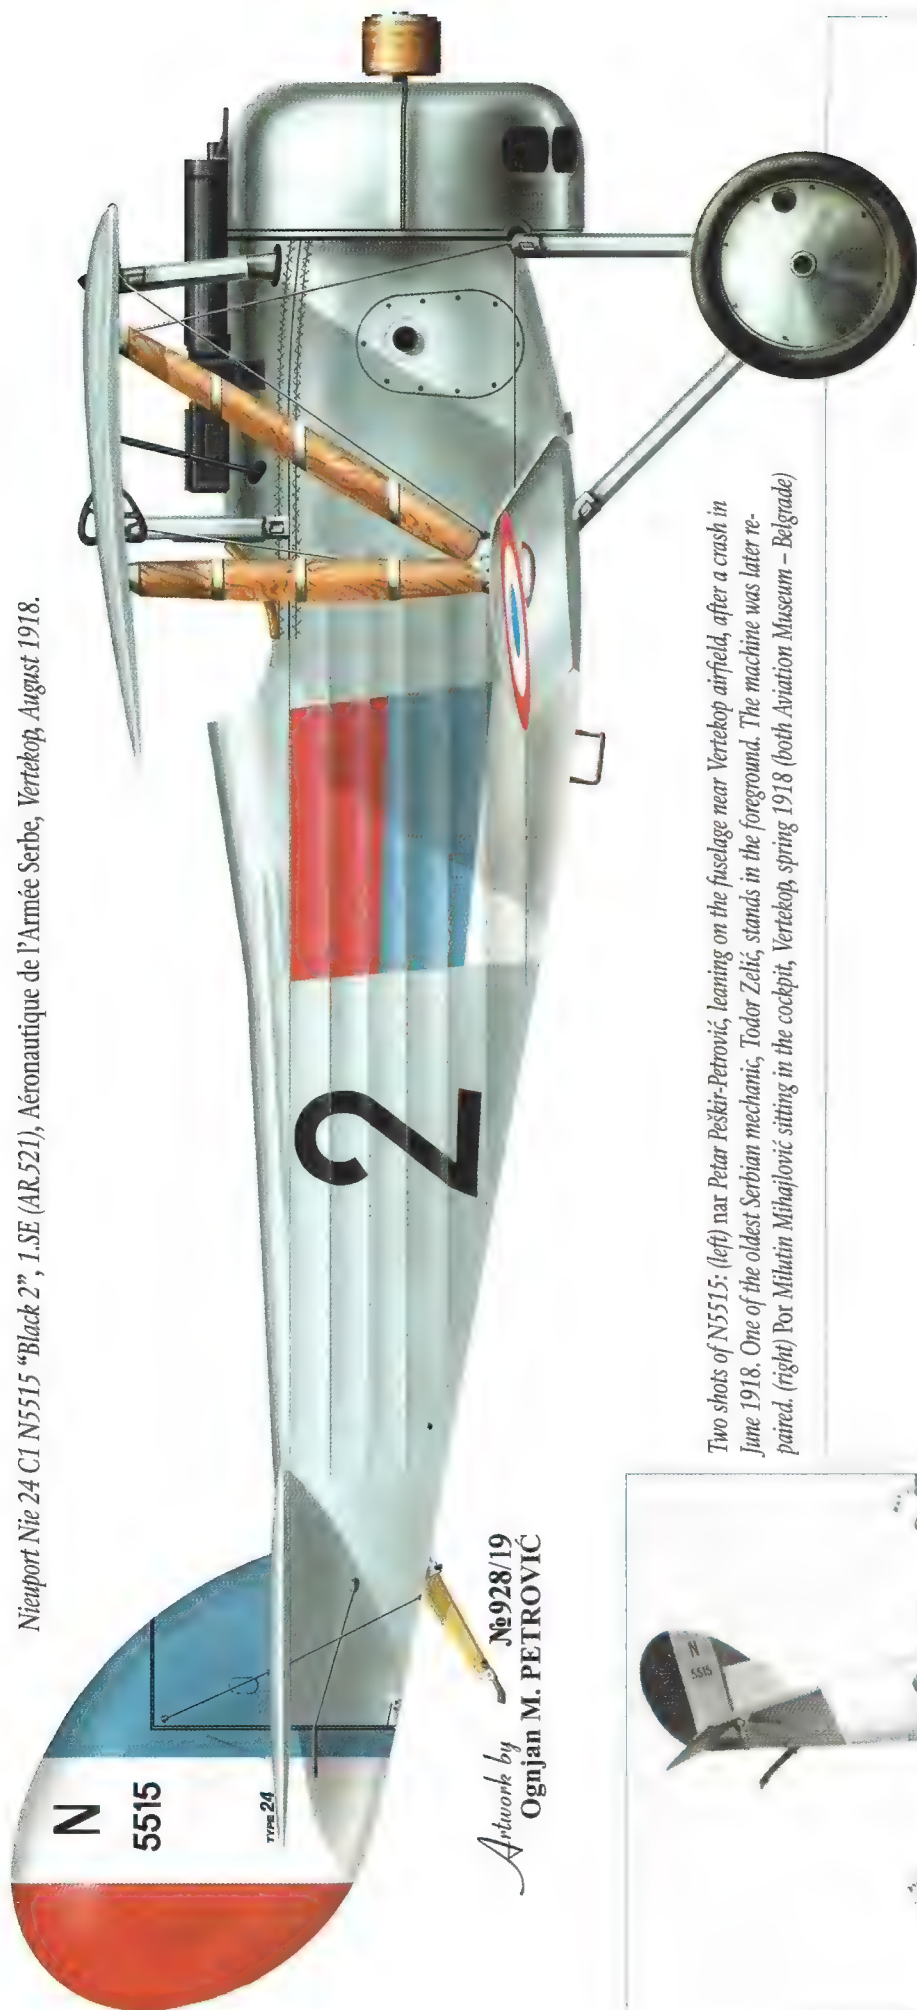 Nieuport Nie 24 C1 N5515 “Black 2”, 1.SE (AR.521), Aéronautique de l'Armée Serbe, Vertekop, August 1918.
N
5515
TYPE 24
2
Artwork by №928/19
Ognjan M. PETROVIĆ
Two shots of N5515: (left) nar Petar Peškir-Petrović, leaning on the fuselage near Vertekop airfield, after a crash in
June 1918. One of the oldest Serbian mechanic, Todor Zelić, stands in the foreground. The machine was later re-
paired. (right) Por Milutin Mihajlović sitting in the cockpit, Vertekop, spring 1918 (both Aviation Museum – Belgrade)
N
5515